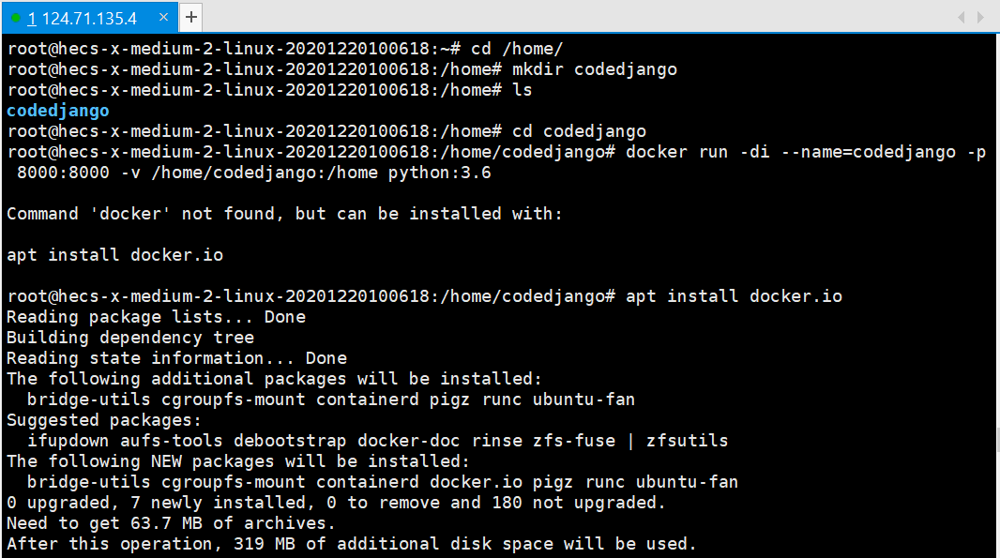 1 124.71.135.4 × +
root@hecs-x-medium-2-linux-20201220100618:~# cd /home/
root@hecs-x-medium-2-linux-20201220100618:/home# mkdir codedjango
root@hecs-x-medium-2-linux-20201220100618:/home# ls
codedjango
root@hecs-x-medium-2-linux-20201220100618:/home# cd codedjango
root@hecs-x-medium-2-linux-20201220100618:/home/codedjango# docker run -di --name=codedjango -p
 8000:8000 -v /home/codedjango:/home python:3.6
Command 'docker' not found, but can be installed with:
apt install docker.io
root@hecs-x-medium-2-linux-20201220100618:/home/codedjango# apt install docker.io
Reading package lists... Done
Building dependency tree
Reading state information... Done
The following additional packages will be installed:
  bridge-utils cgroupfs-mount containerd pigz runc ubuntu-fan
Suggested packages:
  ifupdown aufs-tools debootstrap docker-doc rinse zfs-fuse | zfsutils
The following NEW packages will be installed:
  bridge-utils cgroupfs-mount containerd docker.io pigz runc ubuntu-fan
0 upgraded, 7 newly installed, 0 to remove and 180 not upgraded.
Need to get 63.7 MB of archives.
After this operation, 319 MB of additional disk space will be used.